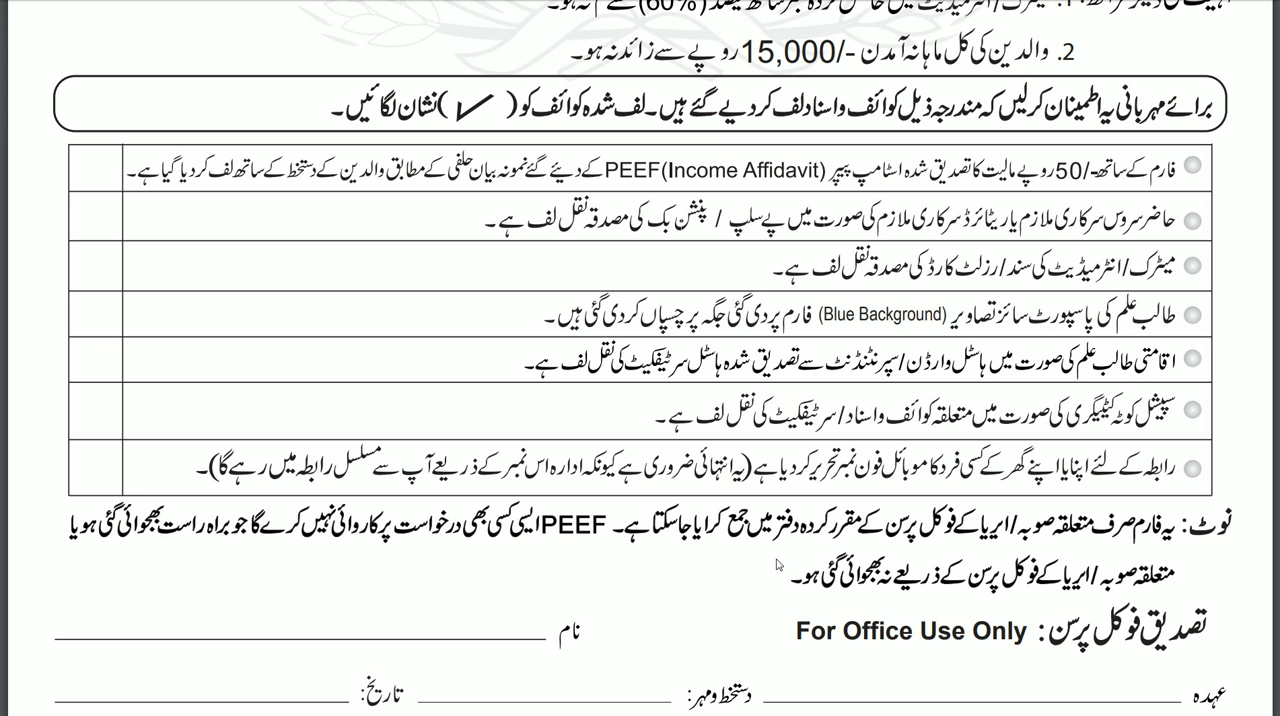 2. والدین کی کل ماہانہ آمدن -/15,000 روپے سے زائد نہ ہو۔
برائے مہربانی یہ اطمینان کر لیں کہ مندرجہ ذیل کوائف و اسناد لف کر دیے گئے ہیں۔ لف شدہ کوائف کو (✓) نشان لگائیں۔
فارم کے ساتھ -/50 روپے مالیت کا تصدیق شدہ اسٹامپ پیپر (Income Affidavit) PEEF کے دیئے گئے نمونہ بیان حلفی کے مطابق والدین کے دستخط کے ساتھ لف کر دیا گیا ہے۔
حاضر سروس سرکاری ملازم یا ریٹائرڈ سرکاری ملازم کی صورت میں پے سلپ / پنشن بک کی مصدقہ نقل لف ہے۔
میٹرک/انٹرمیڈیٹ کی سند/رزلٹ کارڈ کی مصدقہ نقل لف ہے۔
طالب علم کی پاسپورٹ سائز تصاویر (Blue Background) فارم پر دی گئی جگہ پر چسپاں کر دی گئی ہیں۔
اقامتی طالب علم کی صورت میں ہاسٹل وارڈن/سپرنٹنڈنٹ سے تصدیق شدہ ہاسٹل سرٹیفکیٹ کی نقل لف ہے۔
سپیشل کوٹہ کیٹیگری کی صورت میں متعلقہ کوائف و اسناد/سرٹیفکیٹ کی نقل لف ہے۔
رابطہ کے لئے اپنا یا اپنے گھر کے کسی فرد کا موبائل فون نمبر تحریر کر دیا ہے (یہ انتہائی ضروری ہے کیونکہ ادارہ اس نمبر کے ذریعے آپ سے مسلسل رابطہ میں رہے گا)۔
نوٹ: یہ فارم صرف متعلقہ صوبہ/ایریا کے فوکل پرسن کے مقرر کردہ دفتر میں جمع کرایا جاسکتا ہے۔ PEEF ایسی کسی بھی درخواست پر کاروائی نہیں کرے گا جو براہ راست بھجوائی گئی ہو یا
متعلقہ صوبہ/ایریا کے فوکل پرسن کے ذریعے نہ بھجوائی گئی ہو۔
تصدیق فوکل پرسن: For Office Use Only نام
عہدہ دستخط و مہر: تاریخ: